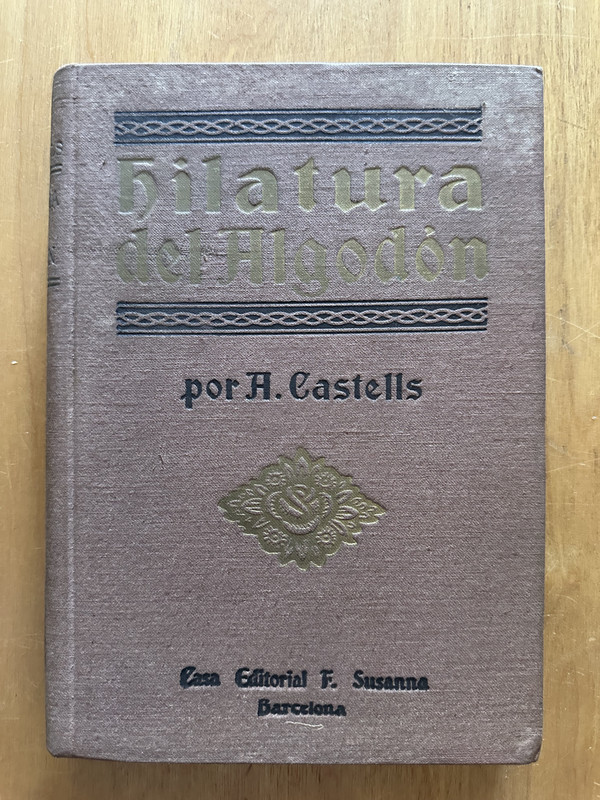 hilatura
del Algodón
por A. Castells
Casa Editorial F. Susanna
Barcelona